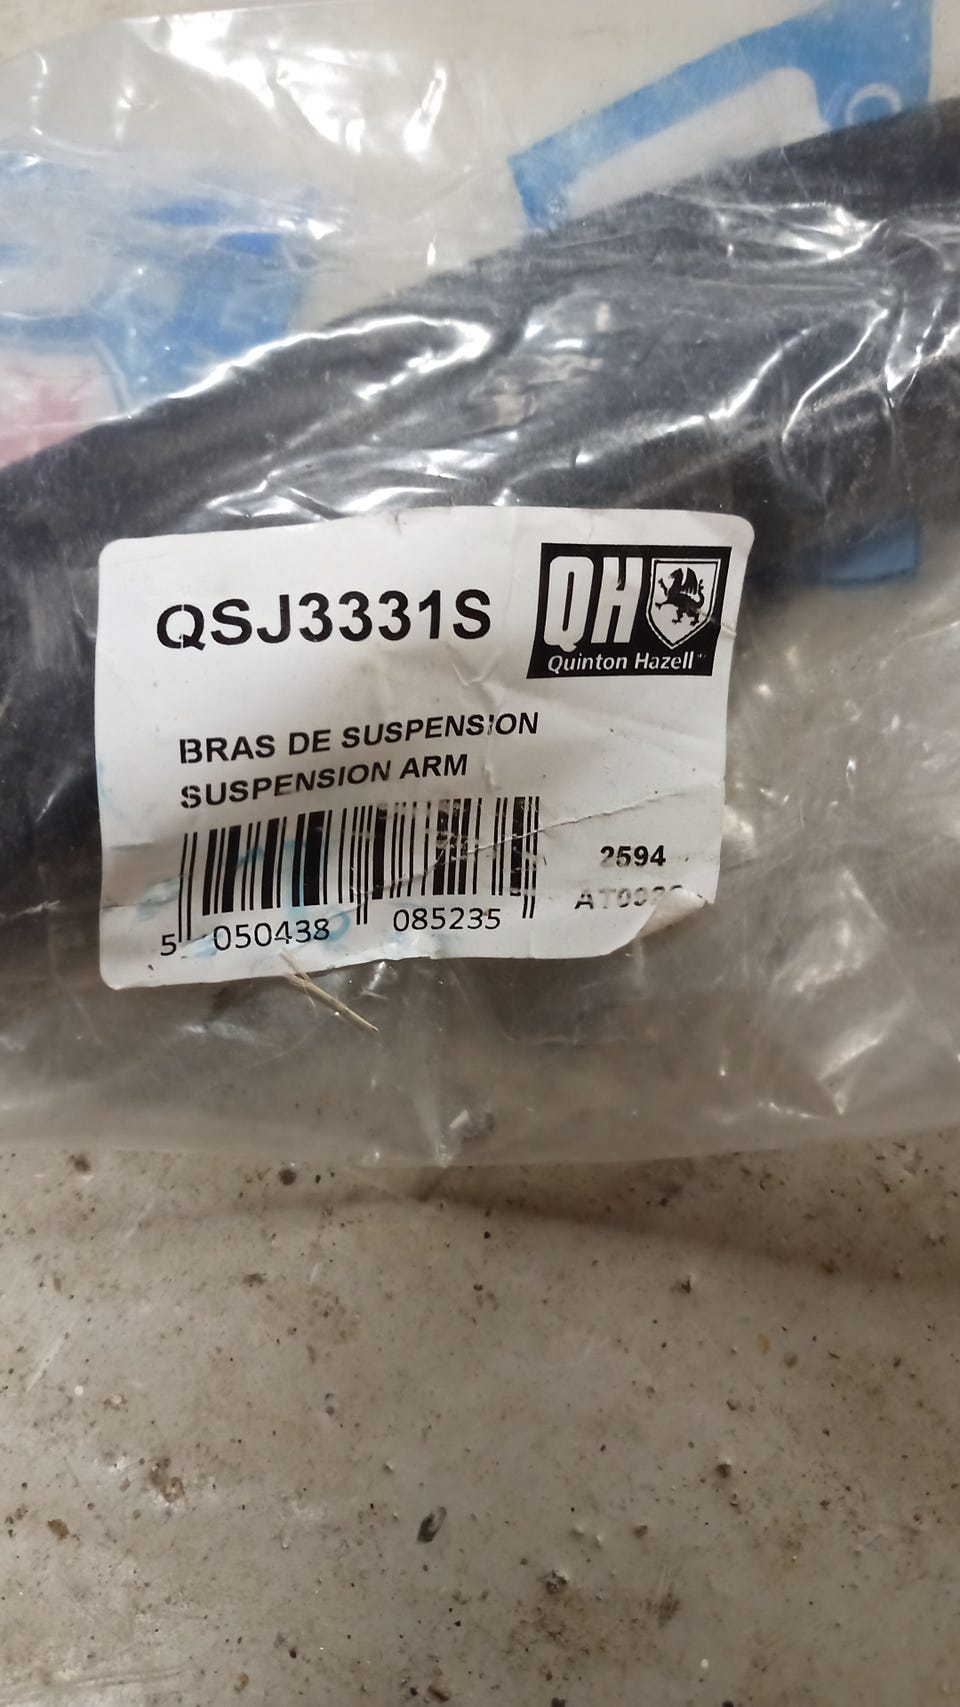 QSJ3331S
QH
Quinton Hazell
BRAS DE SUSPENSION
SUSPENSION ARM
2594
5 050438 085235